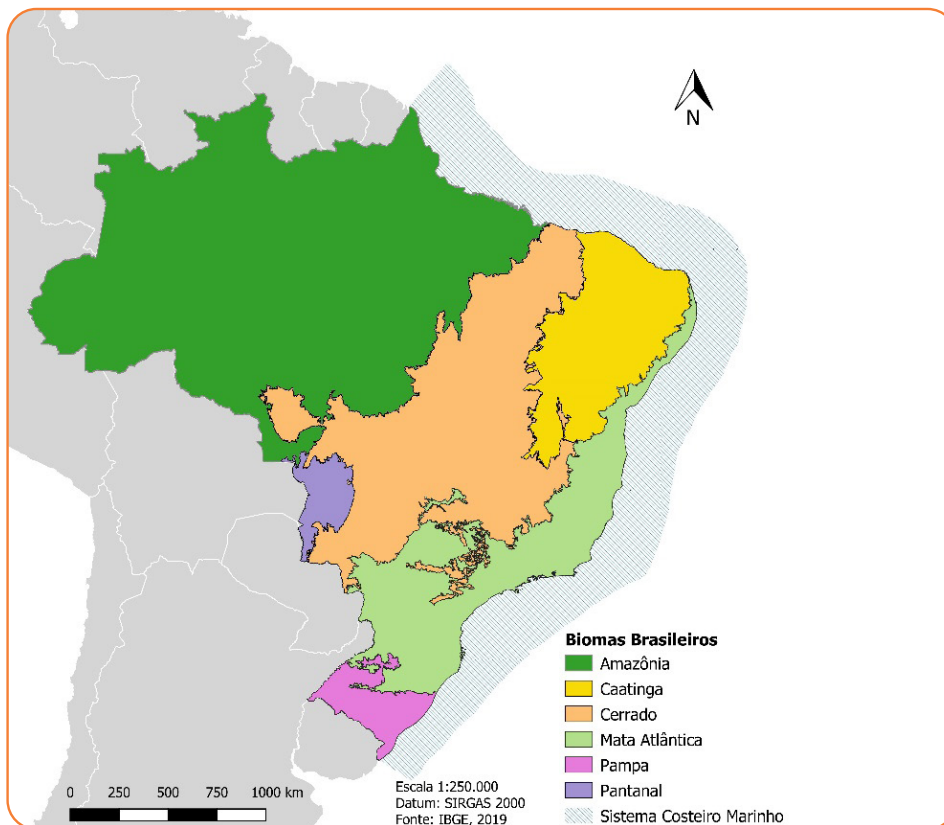 N
Biomas Brasileiros
Amazônia
Caatinga
Cerrado
Mata Atlântica
Pampa
Pantanal
Sistema Costeiro Marinho
0 250 500 750 1000 km
Escala 1:250.000
Datum: SIRGAS 2000
Fonte: IBGE, 2019